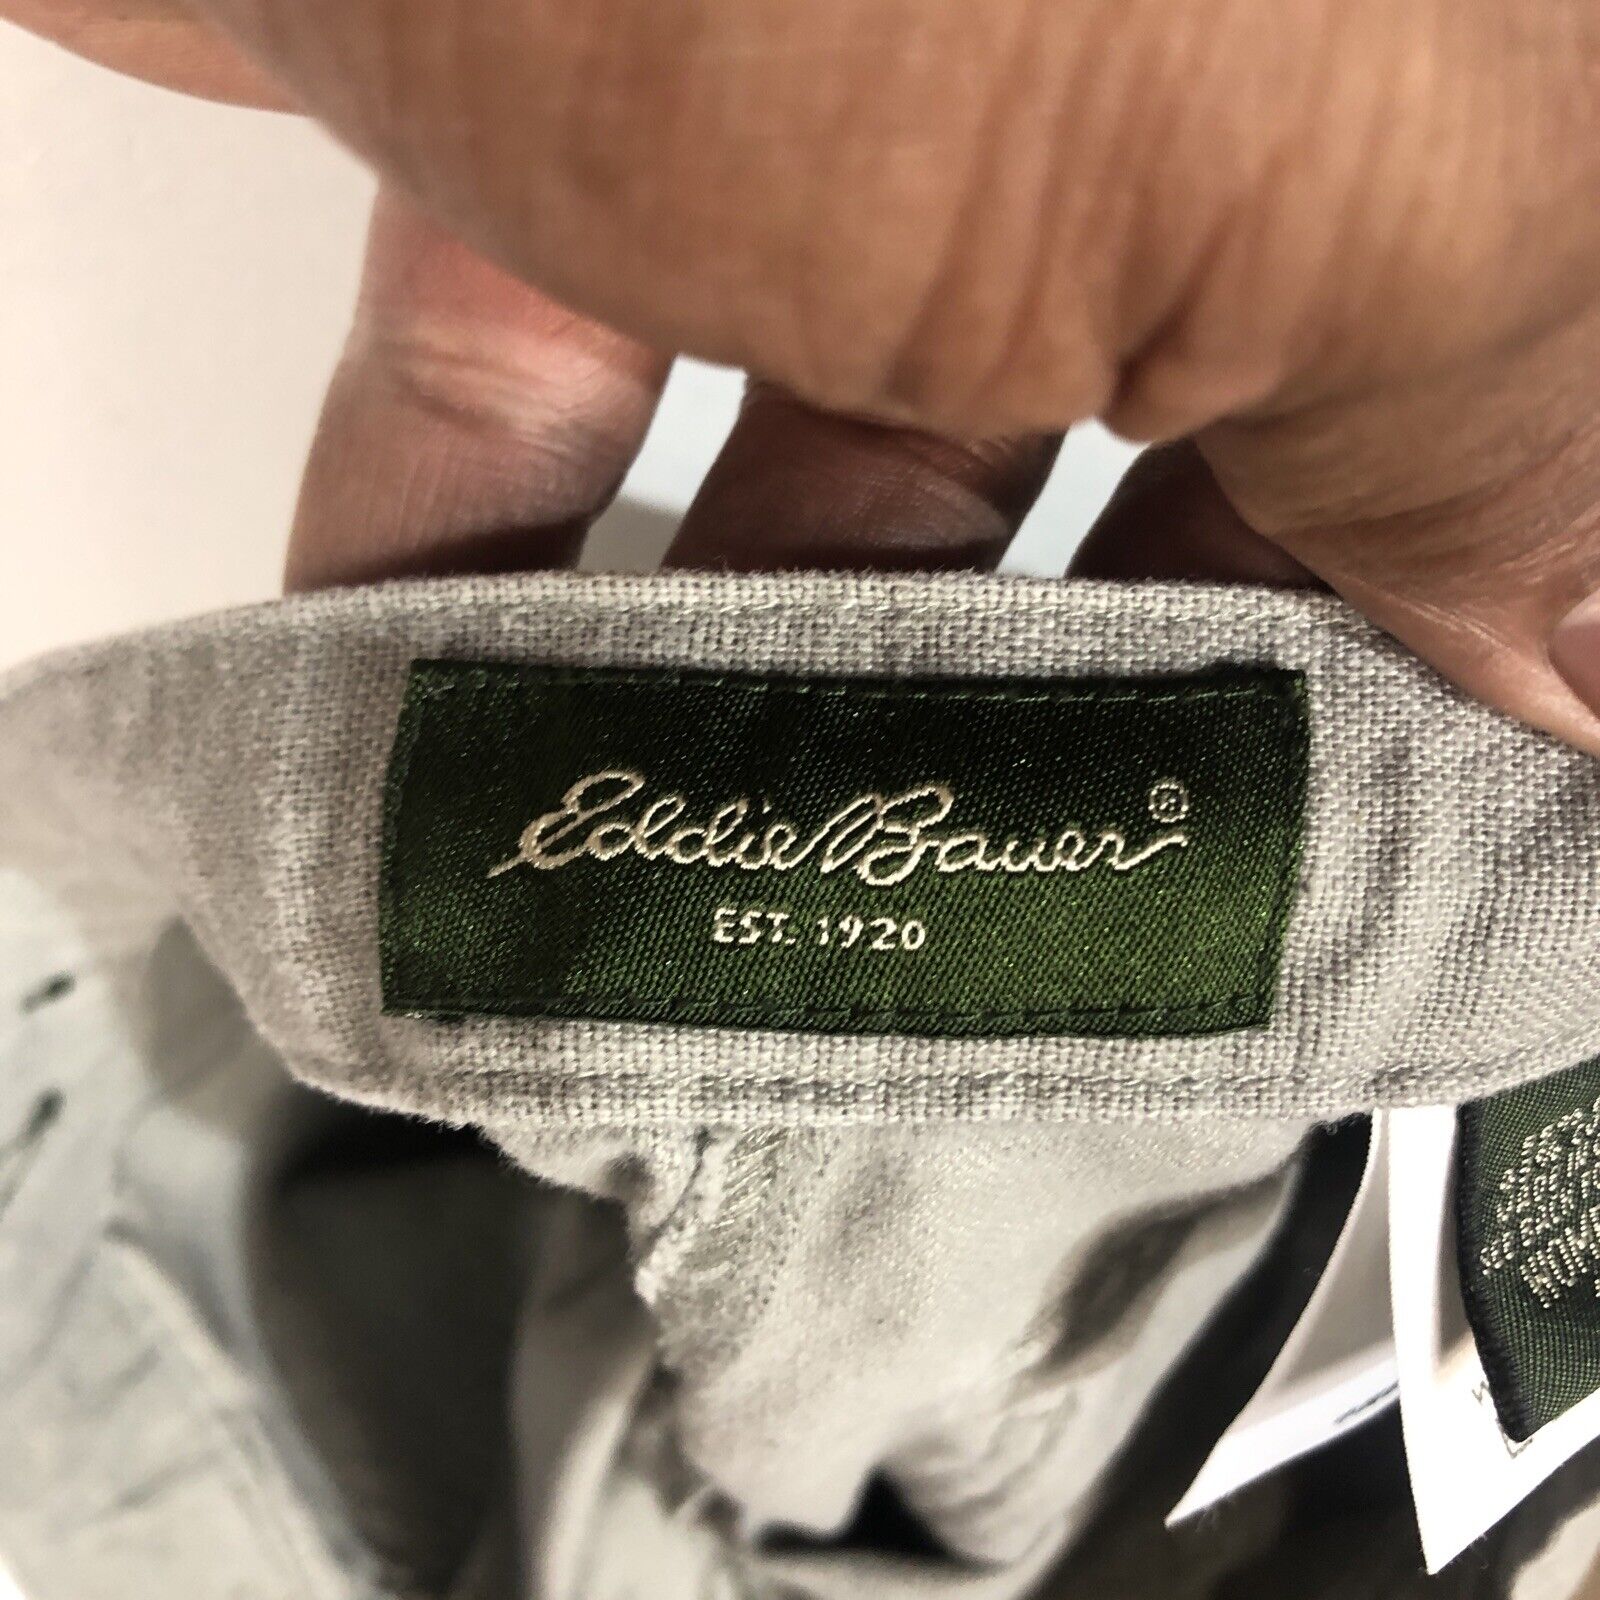 Eddie Bauer®
EST. 1920